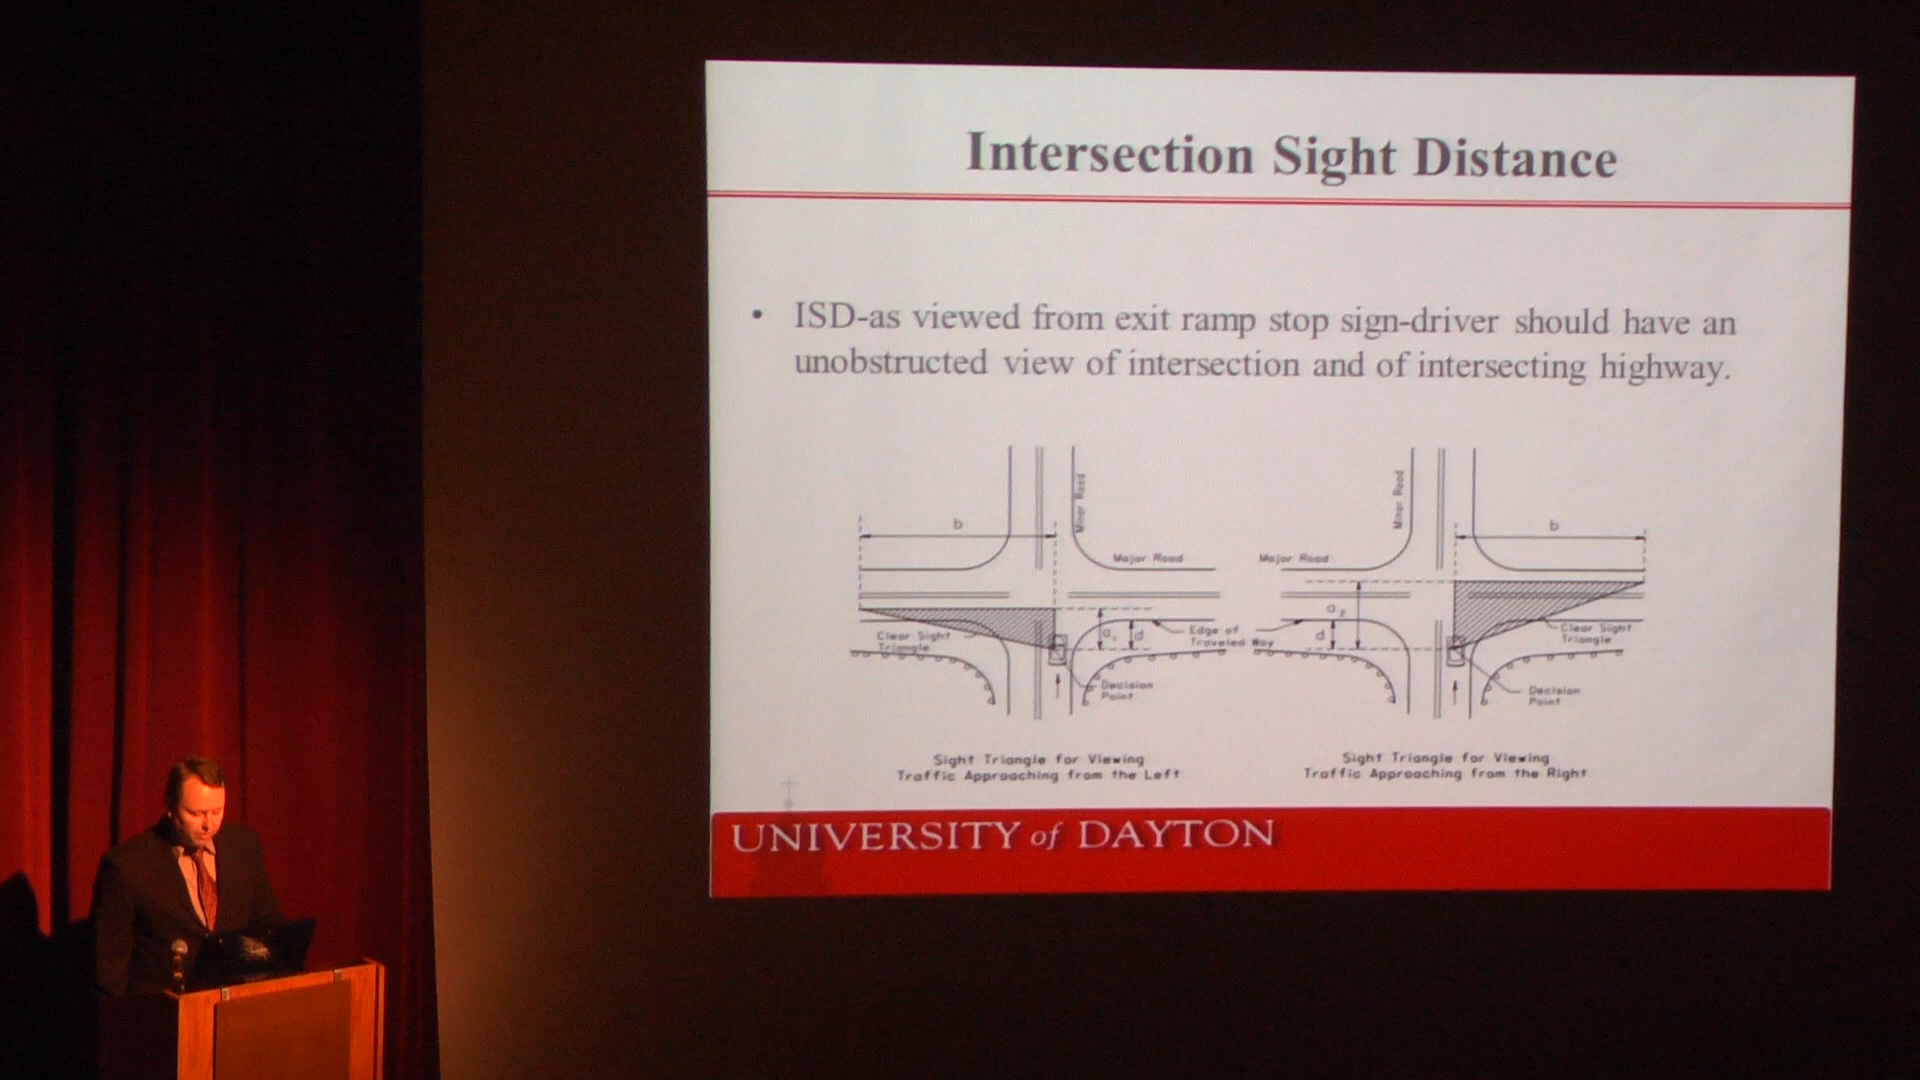 Intersection Sight Distance
• ISD-as viewed from exit ramp stop sign-driver should have an
unobstructed view of intersection and of intersecting highway.
Minor Road
b
Major Road
Clear Sight
Triangle
a1
d
Edge of
Traveled Way
Decision
Point
Sight Triangle for Viewing
Traffic Approaching from the Left
Minor Road
b
Major Road
a2
d
Clear Sight
Triangle
Decision
Point
Sight Triangle for Viewing
Traffic Approaching from the Right
UNIVERSITY of DAYTON